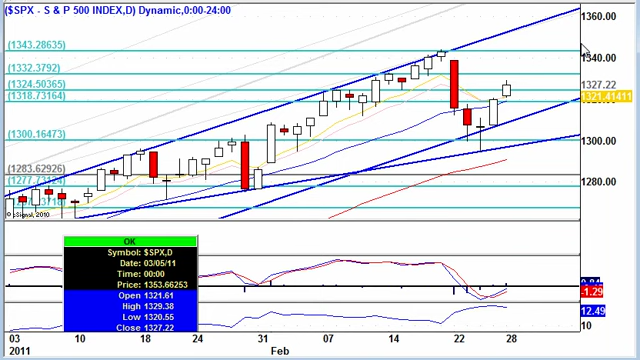 ($SPX - S & P 500 INDEX,D) Dynamic,0:00-24:00
1360.00
(1343.28635)
1340.00
(1332.3792)
(1324.50365)
1327.22
(1318.73164)
1321.41411
(1300.16473)
1300.00
(1283.62926)
1280.00
© eSignal, 2010
OK
Symbol: $SPX,D
Date: 03/05/11
Time: 00:00
Price: 1353.66253
Open 1321.61
High 1329.38
Low 1320.55
Close 1327.22
-1.29
12.49
10
03 10 18 24 31 07 14 22 28
2011 Feb